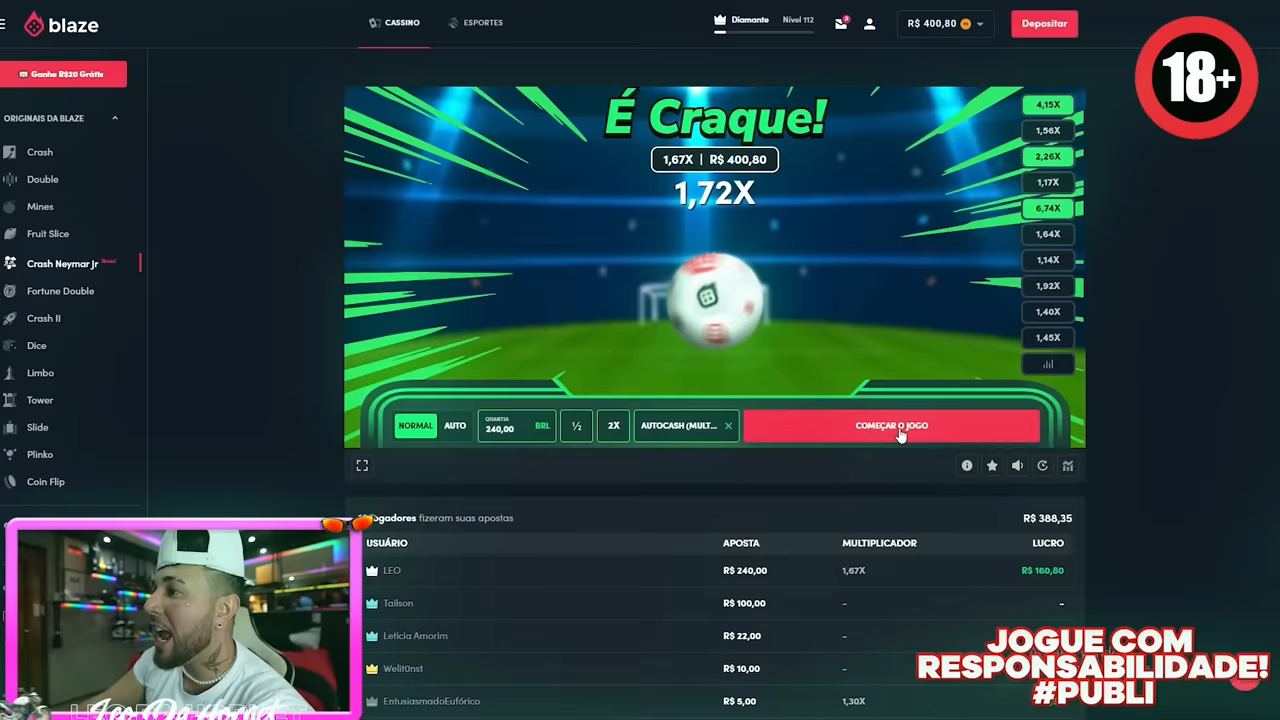 blaze
CASSINO
ESPORTES
Diamante
Nível 112
R$ 400,80
Depositar
18+
Ganhe R$20 Grátis
ORIGINAIS DA BLAZE
Crash
Double
Mines
Fruit Slice
Crash Neymar Jr
Fortune Double
Crash II
Dice
Limbo
Tower
Slide
Plinko
Coin Flip
É Craque!
1,67X | R$ 400,80
1,72X
4,15X
1,56X
2,26X
1,17X
6,74X
1,64X
1,14X
1,92X
1,40X
1,45X
NORMAL
AUTO
QUANTIA
240,00
BRL
½
2X
AUTOCASH (MULT...
COMEÇAR O JOGO
Jogadores fizeram suas apostas
R$ 388,35
USUÁRIO APOSTA MULTIPLICADOR LUCRO
LEO R$ 240,00 1,67X R$ 160,80
Tailson R$ 100,00 - -
Leticia Amorim R$ 22,00 -
Welit0nst R$ 10,00 -
EntusiasmadoEufórico R$ 5,00 1,30X
JOGUE COM
RESPONSABILIDADE!
#PUBLI